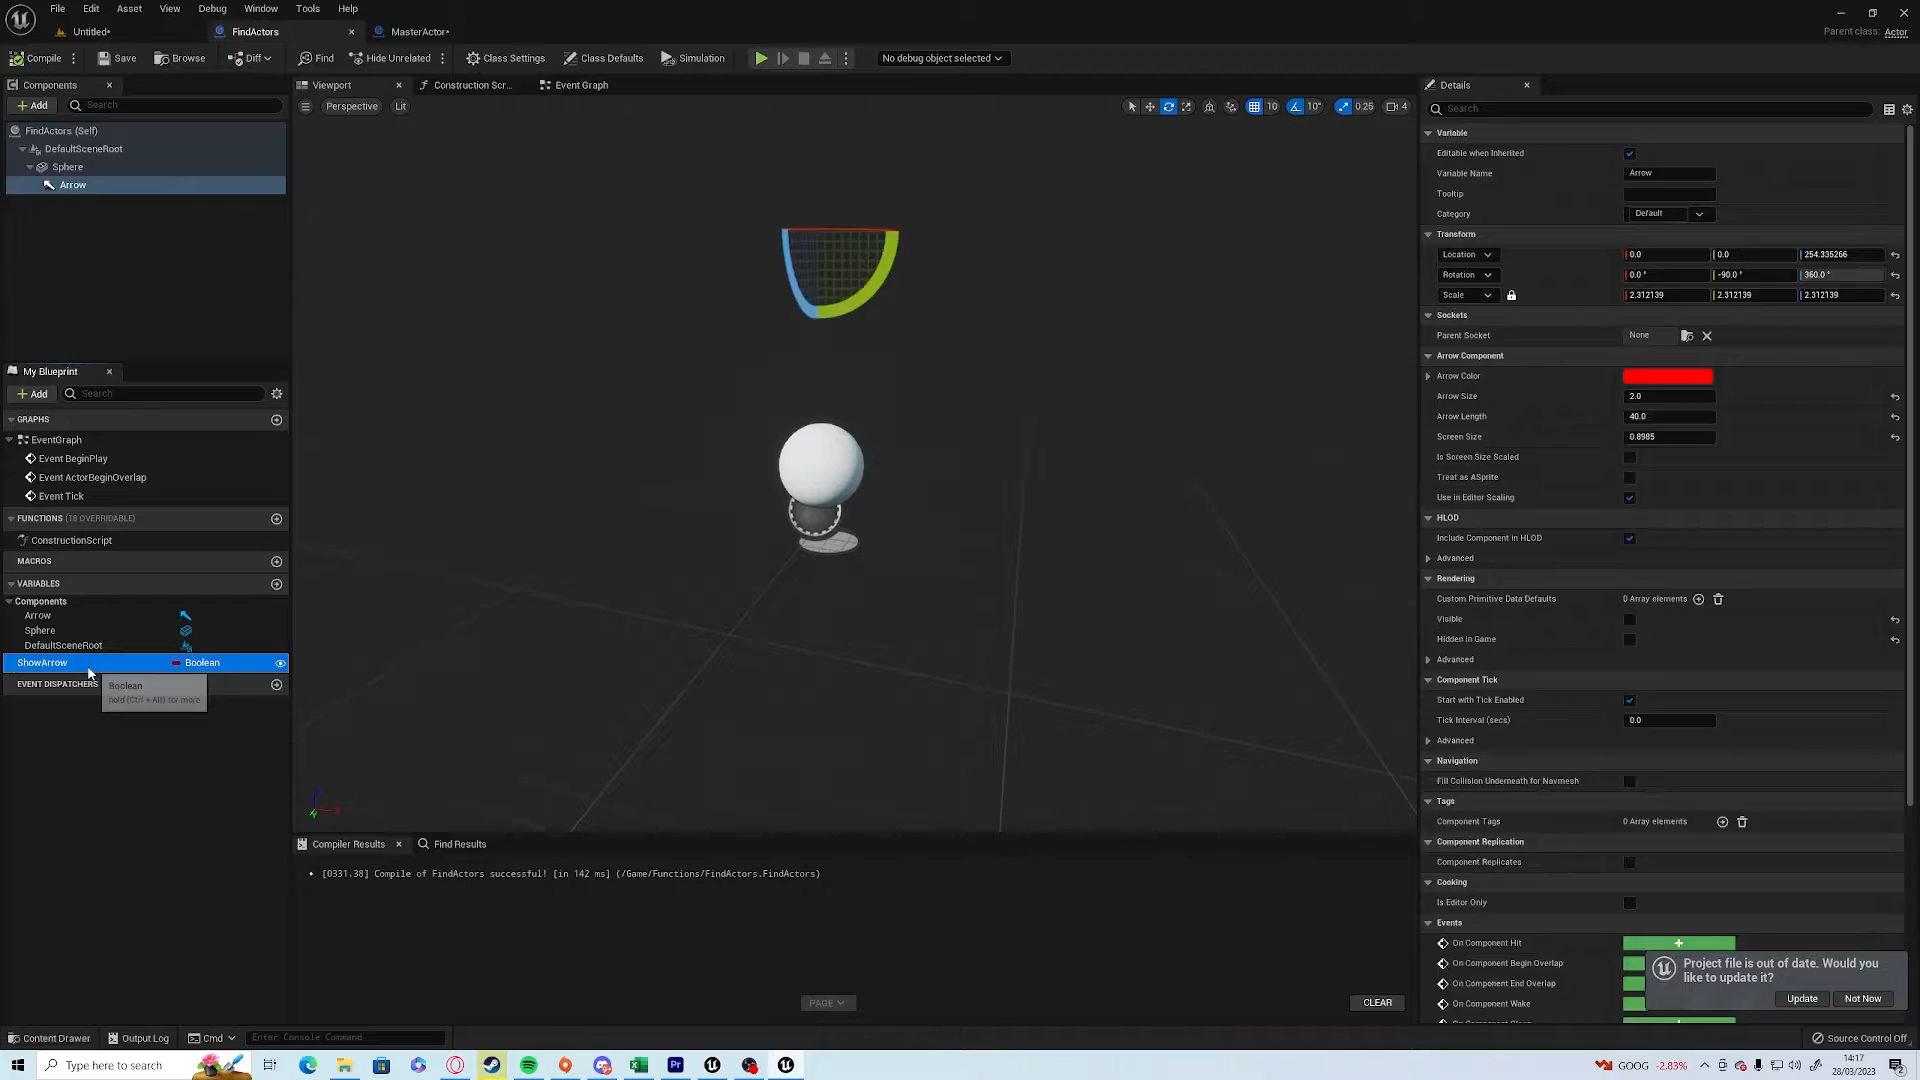 File Edit Asset View Debug Window Tools Help
Untitled* FindActors MasterActor*
Parent class: Actor
Compile Save Browse Diff Find Hide Unrelated Class Settings Class Defaults Simulation No debug object selected
Components
Add Search
FindActors (Self)
DefaultSceneRoot
Sphere
Arrow
My Blueprint
Add Search
GRAPHS
EventGraph
Event BeginPlay
Event ActorBeginOverlap
Event Tick
FUNCTIONS (18 OVERRIDABLE)
ConstructionScript
MACROS
VARIABLES
Components
Arrow
Sphere
DefaultSceneRoot
ShowArrow Boolean
EVENT DISPATCHERS
Boolean
hold (Ctrl + Alt) for more
Viewport Construction Scr... Event Graph
Perspective Lit 10 10° 0.25 4
Compiler Results Find Results
[0331.38] Compile of FindActors successful! [in 142 ms] (/Game/Functions/FindActors.FindActors)
PAGE CLEAR
Details
Search
Variable
Editable when Inherited
Variable Name Arrow
Tooltip
Category Default
Transform
Location 0.0 0.0 254.335266
Rotation 0.0 ° -90.0 ° 360.0 °
Scale 2.312139 2.312139 2.312139
Sockets
Parent Socket None
Arrow Component
Arrow Color
Arrow Size 2.0
Arrow Length 40.0
Screen Size 0.8985
Is Screen Size Scaled
Treat as ASprite
Use in Editor Scaling
HLOD
Include Component in HLOD
Advanced
Rendering
Custom Primitive Data Defaults 0 Array elements
Visible
Hidden in Game
Advanced
Component Tick
Start with Tick Enabled
Tick Interval (secs) 0.0
Advanced
Navigation
Fill Collision Underneath for Navmesh
Tags
Component Tags 0 Array elements
Component Replication
Component Replicates
Cooking
Is Editor Only
Events
On Component Hit
On Component Begin Overlap
On Component End Overlap
On Component Wake
Project file is out of date. Would you
like to update it?
Update Not Now
Content Drawer Output Log Cmd Enter Console Command Source Control Off
Type here to search
GOOG -2.83%
14:17
28/03/2023